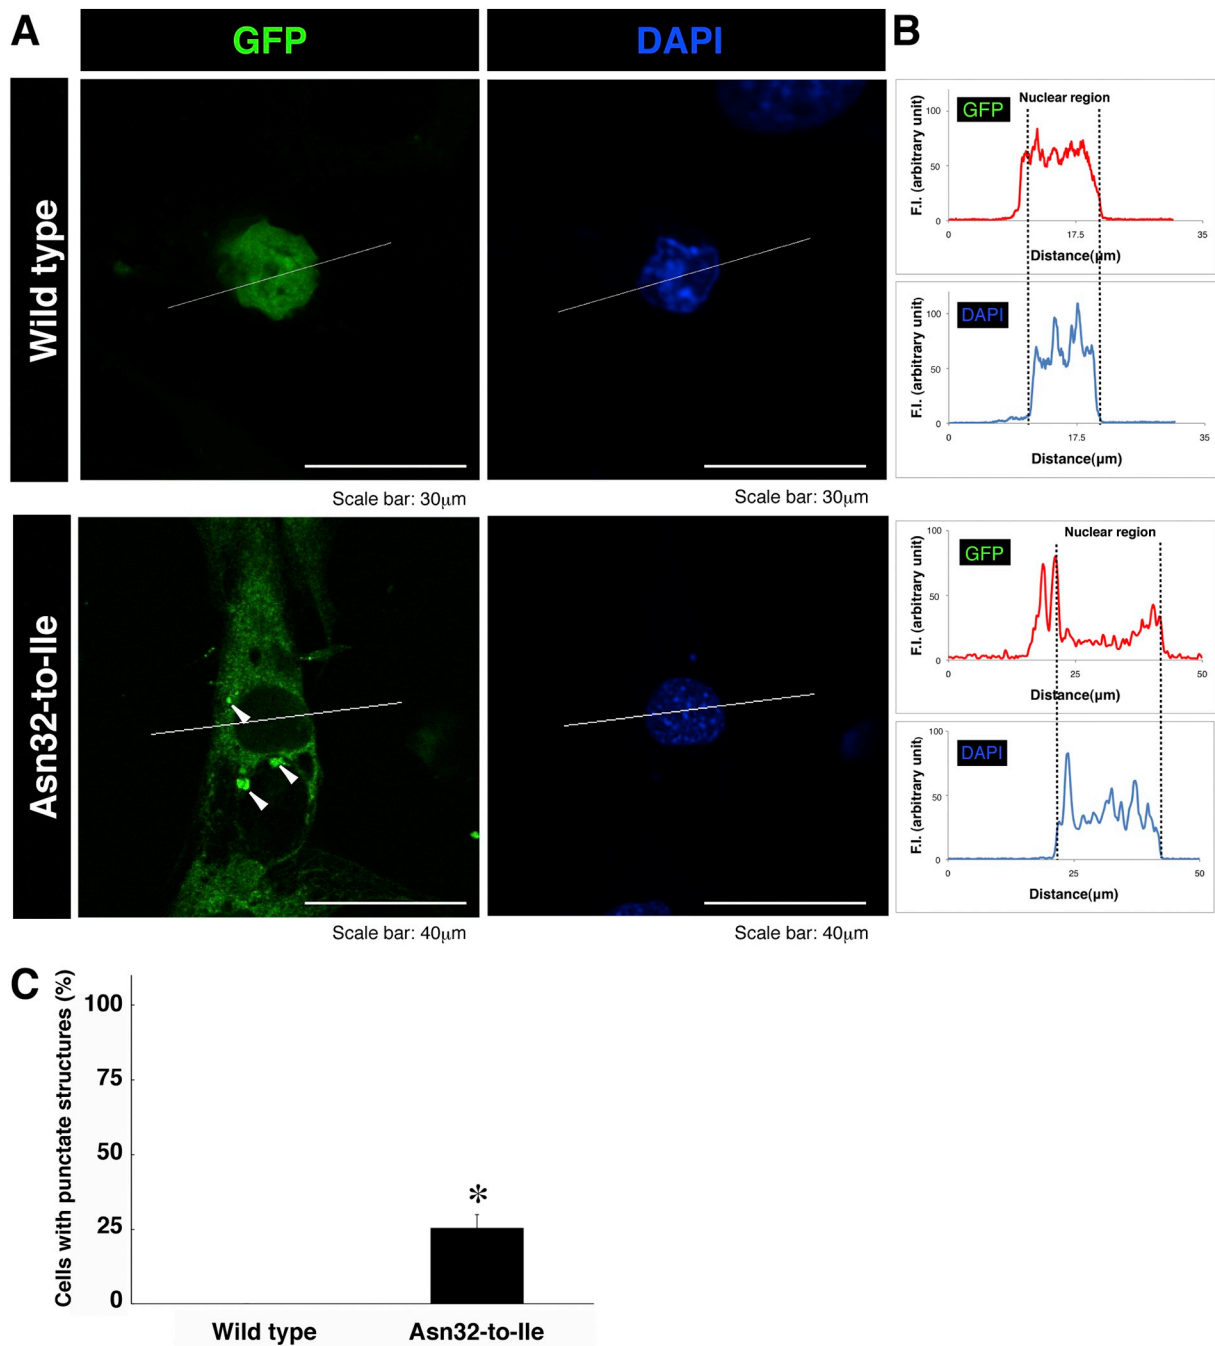 A
GFP
DAPI
B
Wild type
Scale bar: 30μm
Scale bar: 30μm
GFP
Nuclear region
F.I. (arbitrary unit)
100
50
0
0
17.5
35
Distance(μm)
DAPI
F.I. (arbitrary unit)
100
50
0
0
17.5
35
Distance(μm)
Asn32-to-Ile
Scale bar: 40μm
Scale bar: 40μm
GFP
Nuclear region
F.I. (arbitrary unit)
100
50
0
0
25
50
Distance(μm)
DAPI
F.I. (arbitrary unit)
100
50
0
0
25
50
Distance(μm)
C
Cells with punctate structures (%)
100
75
50
25
0
*
Wild type
Asn32-to-Ile